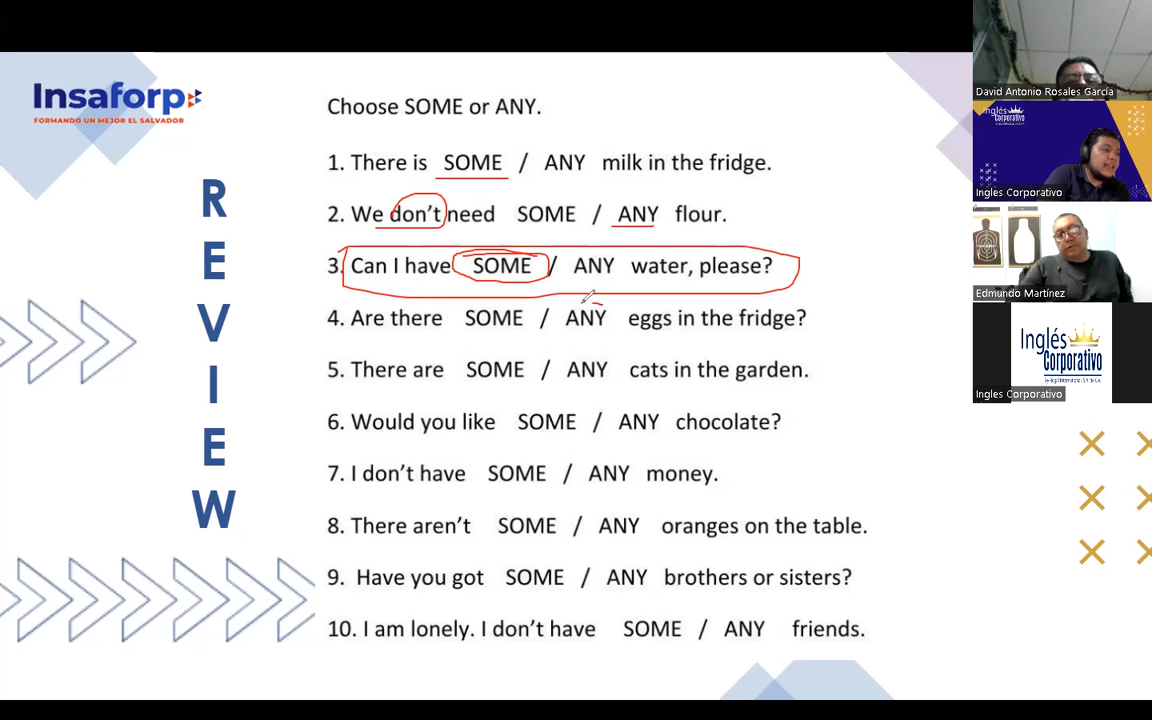 Insaforp
FORMANDO UN MEJOR EL SALVADOR
REVIEW
Choose SOME or ANY.
1. There is SOME / ANY milk in the fridge.
2. We don't need SOME / ANY flour.
3. Can I have SOME / ANY water, please?
4. Are there SOME / ANY eggs in the fridge?
5. There are SOME / ANY cats in the garden.
6. Would you like SOME / ANY chocolate?
7. I don't have SOME / ANY money.
8. There aren't SOME / ANY oranges on the table.
9. Have you got SOME / ANY brothers or sisters?
10. I am lonely. I don't have SOME / ANY friends.
David Antonio Rosales García
Inglés
Corporativo
Ingles Corporativo
Edmundo Martínez
Inglés
Corporativo
Ingles Corporativo